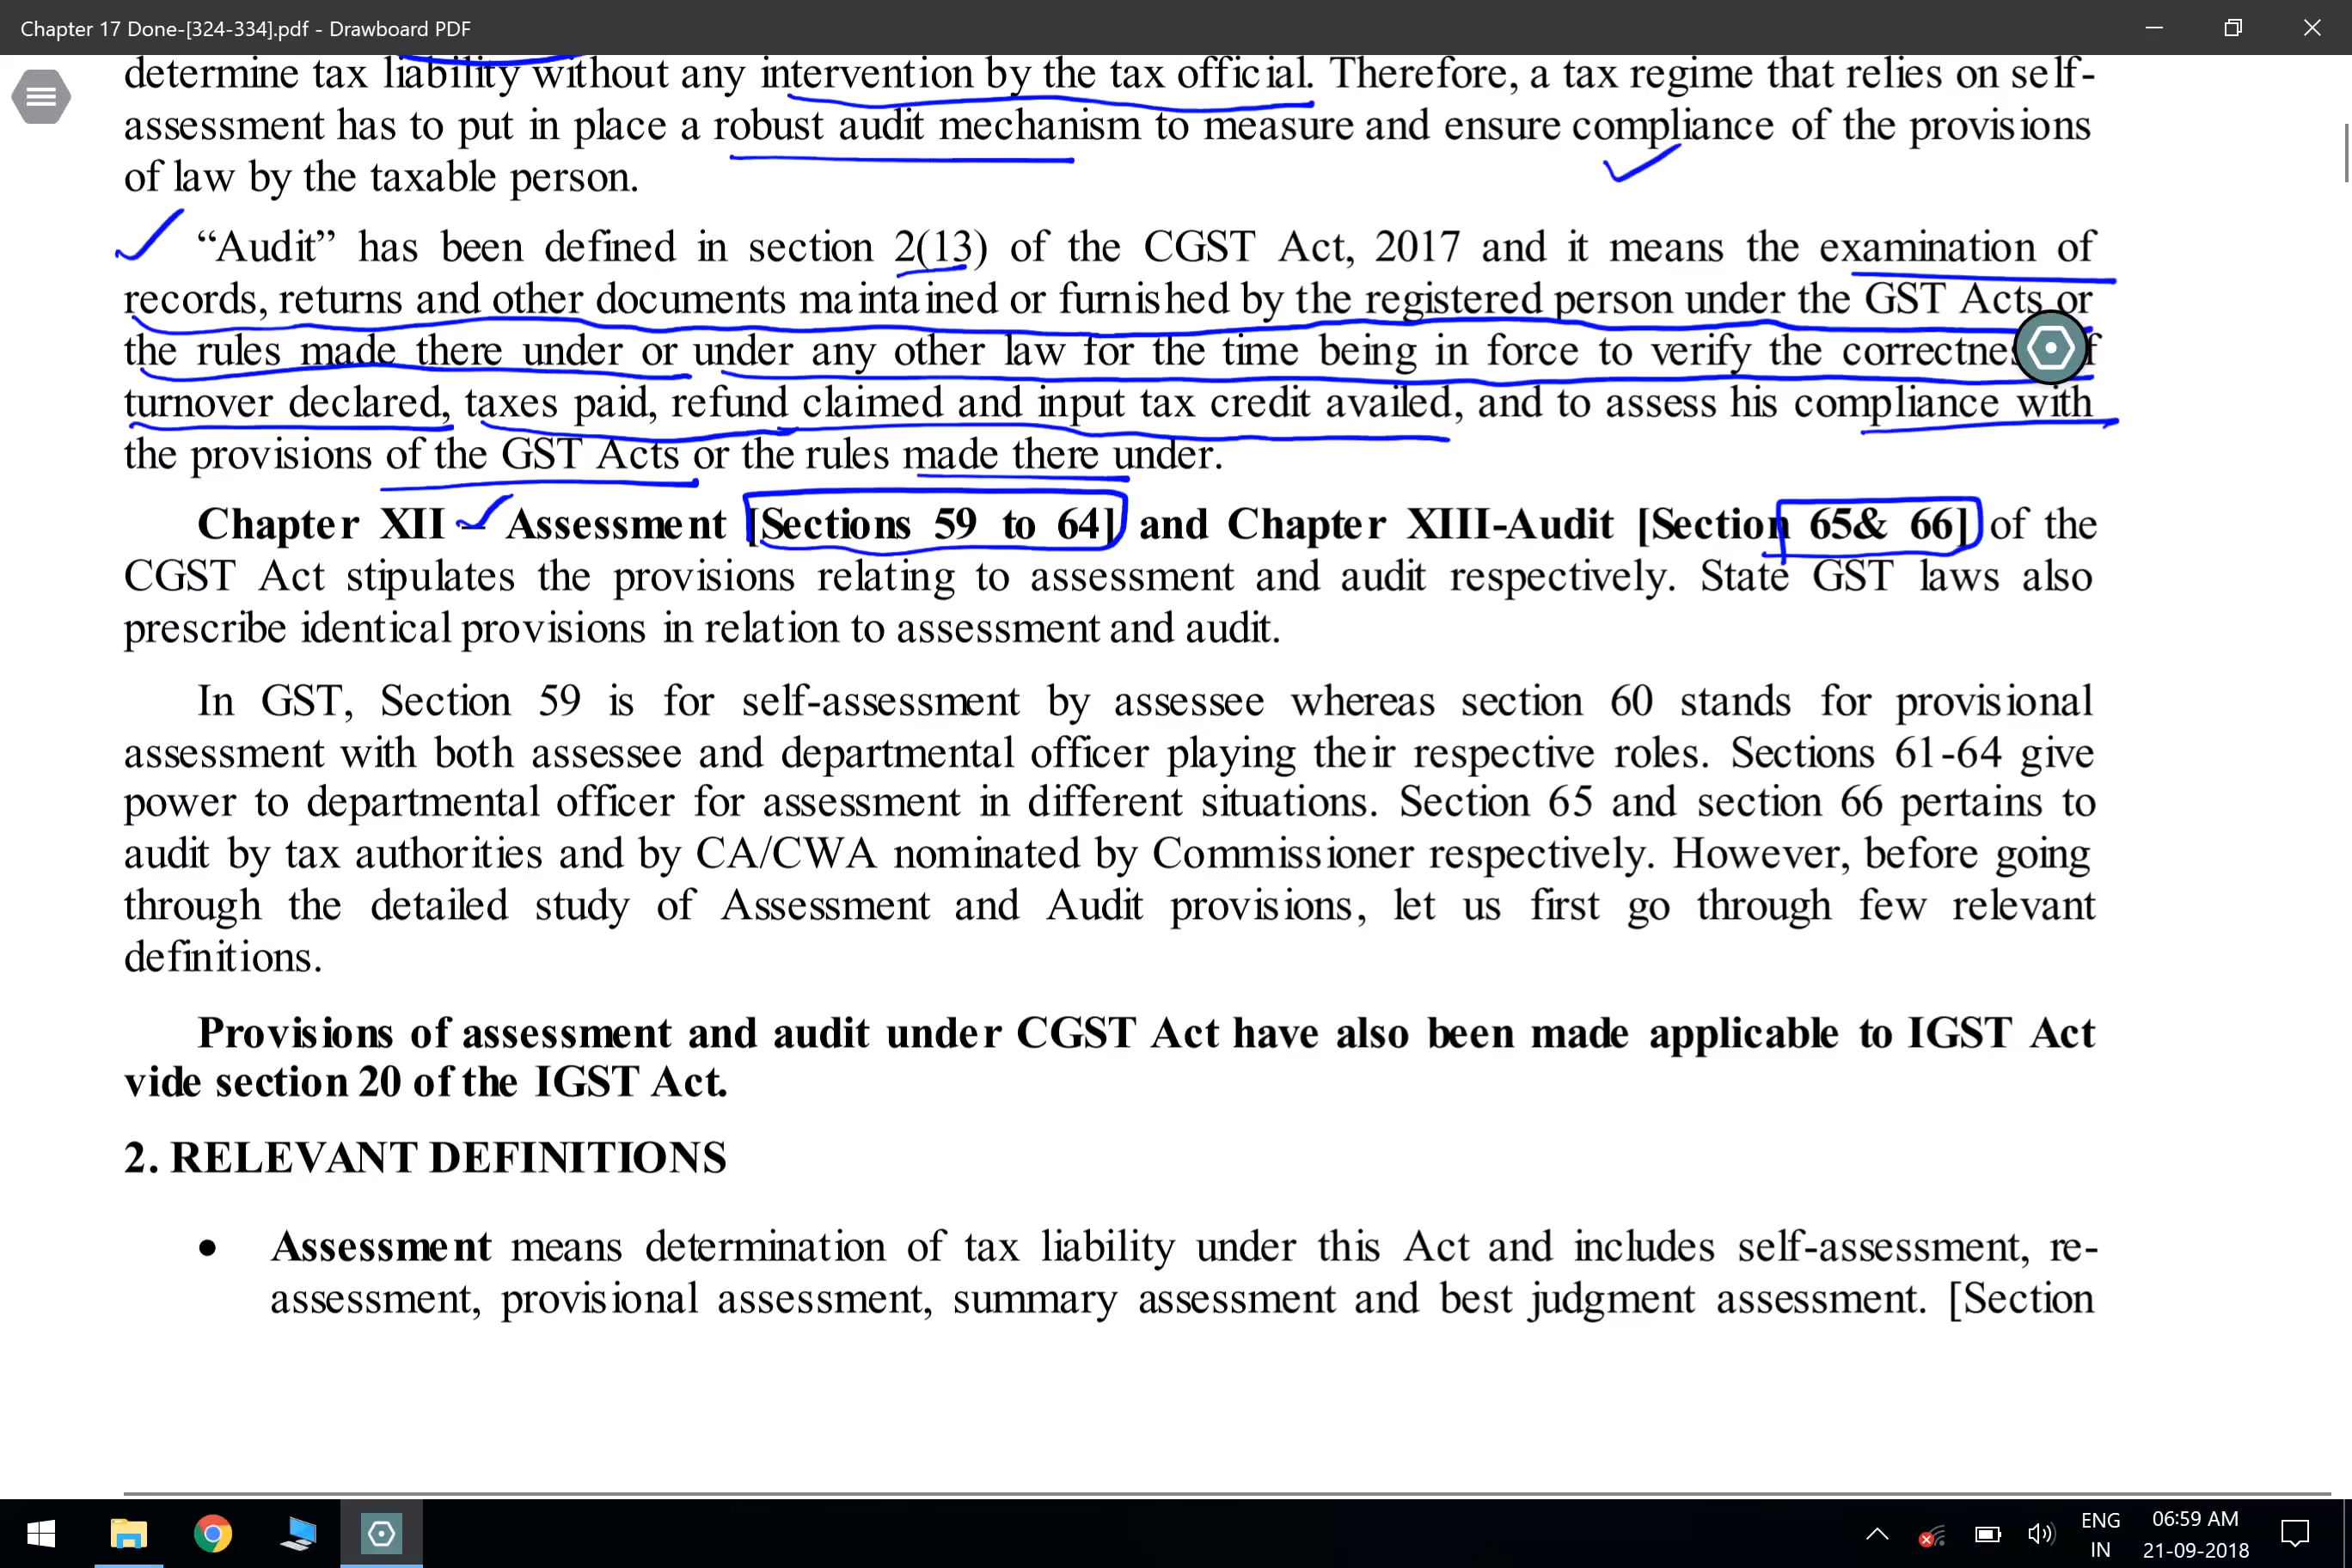 Chapter 17 Done-[324-334].pdf - Drawboard PDF
determine tax liability without any intervention by the tax official. Therefore, a tax regime that relies on self-
assessment has to put in place a robust audit mechanism to measure and ensure compliance of the provisions
of law by the taxable person.
“Audit” has been defined in section 2(13) of the CGST Act, 2017 and it means the examination of
records, returns and other documents maintained or furnished by the registered person under the GST Acts or
the rules made there under or under any other law for the time being in force to verify the
turnover declared, taxes paid, refund claimed and input tax credit availed, and to assess his compliance with
the provisions of the GST Acts or the rules made there under.
Chapter XII – Assessment [Sections 59 to 64] and Chapter XIII-Audit [Section 65& 66] of the
CGST Act stipulates the provisions relating to assessment and audit respectively. State GST laws also
prescribe identical provisions in relation to assessment and audit.
In GST, Section 59 is for self-assessment by assessee whereas section 60 stands for provisional
assessment with both assessee and departmental officer playing their respective roles. Sections 61-64 give
power to departmental officer for assessment in different situations. Section 65 and section 66 pertains to
audit by tax authorities and by CA/CWA nominated by Commissioner respectively. However, before going
through the detailed study of Assessment and Audit provisions, let us first go through few relevant
definitions.
Provisions of assessment and audit under CGST Act have also been made applicable to IGST Act
vide section 20 of the IGST Act.
2. RELEVANT DEFINITIONS
• Assessment means determination of tax liability under this Act and includes self-assessment, re-
assessment, provisional assessment, summary assessment and best judgment assessment. [Section
ENG
IN
06:59 AM
21-09-2018